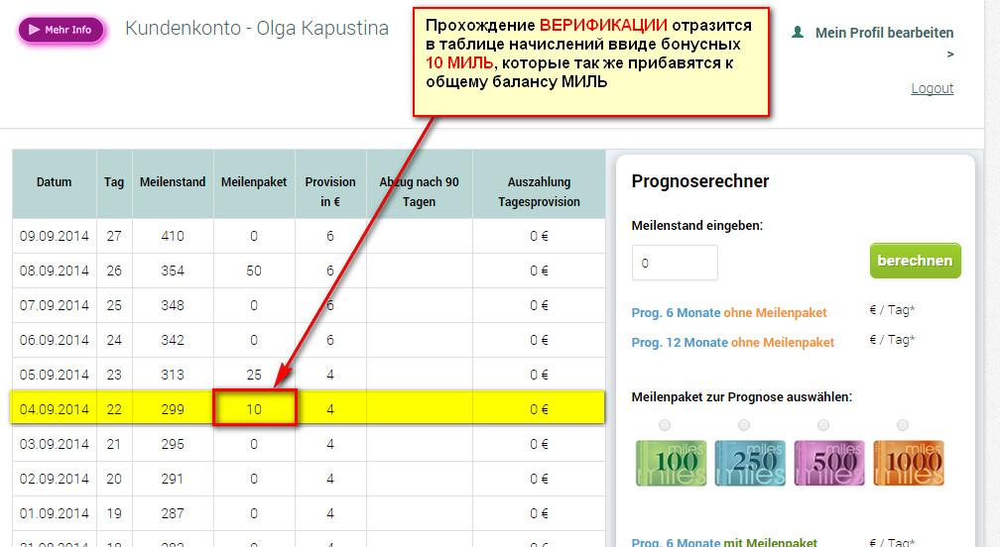 Mehr Info
Kundenkonto - Olga Kapustina
Прохождение ВЕРИФИКАЦИИ отразится
в таблице начислений ввиде бонусных
10 МИЛЬ, которые так же прибавятся к
общему балансу МИЛЬ
Mein Profil bearbeiten
>
Logout
Datum Tag Meilenstand Meilenpaket Provision in € Abzug nach 90 Tagen Auszahlung Tagesprovision
09.09.2014 27 410 0 6 0 €
08.09.2014 26 354 50 6 0 €
07.09.2014 25 348 0 6 0 €
06.09.2014 24 342 0 6 0 €
05.09.2014 23 313 25 4 0 €
04.09.2014 22 299 10 4 0 €
03.09.2014 21 295 0 4 0 €
02.09.2014 20 291 0 4 0 €
01.09.2014 19 287 0 4 0 €
Prognoserechner
Meilenstand eingeben:
0 berechnen
Prog. 6 Monate ohne Meilenpaket € / Tag*
Prog. 12 Monate ohne Meilenpaket € / Tag*
Meilenpaket zur Prognose auswählen:
100 miles
250 miles
500 miles
1000 miles
Prog. 6 Monate mit Meilenpaket € / Tag*